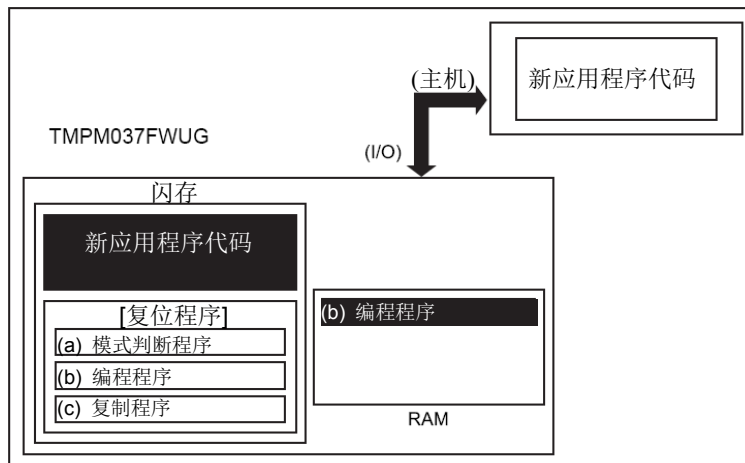 (主机)
新应用程序代码
TMPM037FWUG
(I/O)
闪存
新应用程序代码
[复位程序]
(a) 模式判断程序
(b) 编程程序
(c) 复制程序
(b) 编程程序
RAM